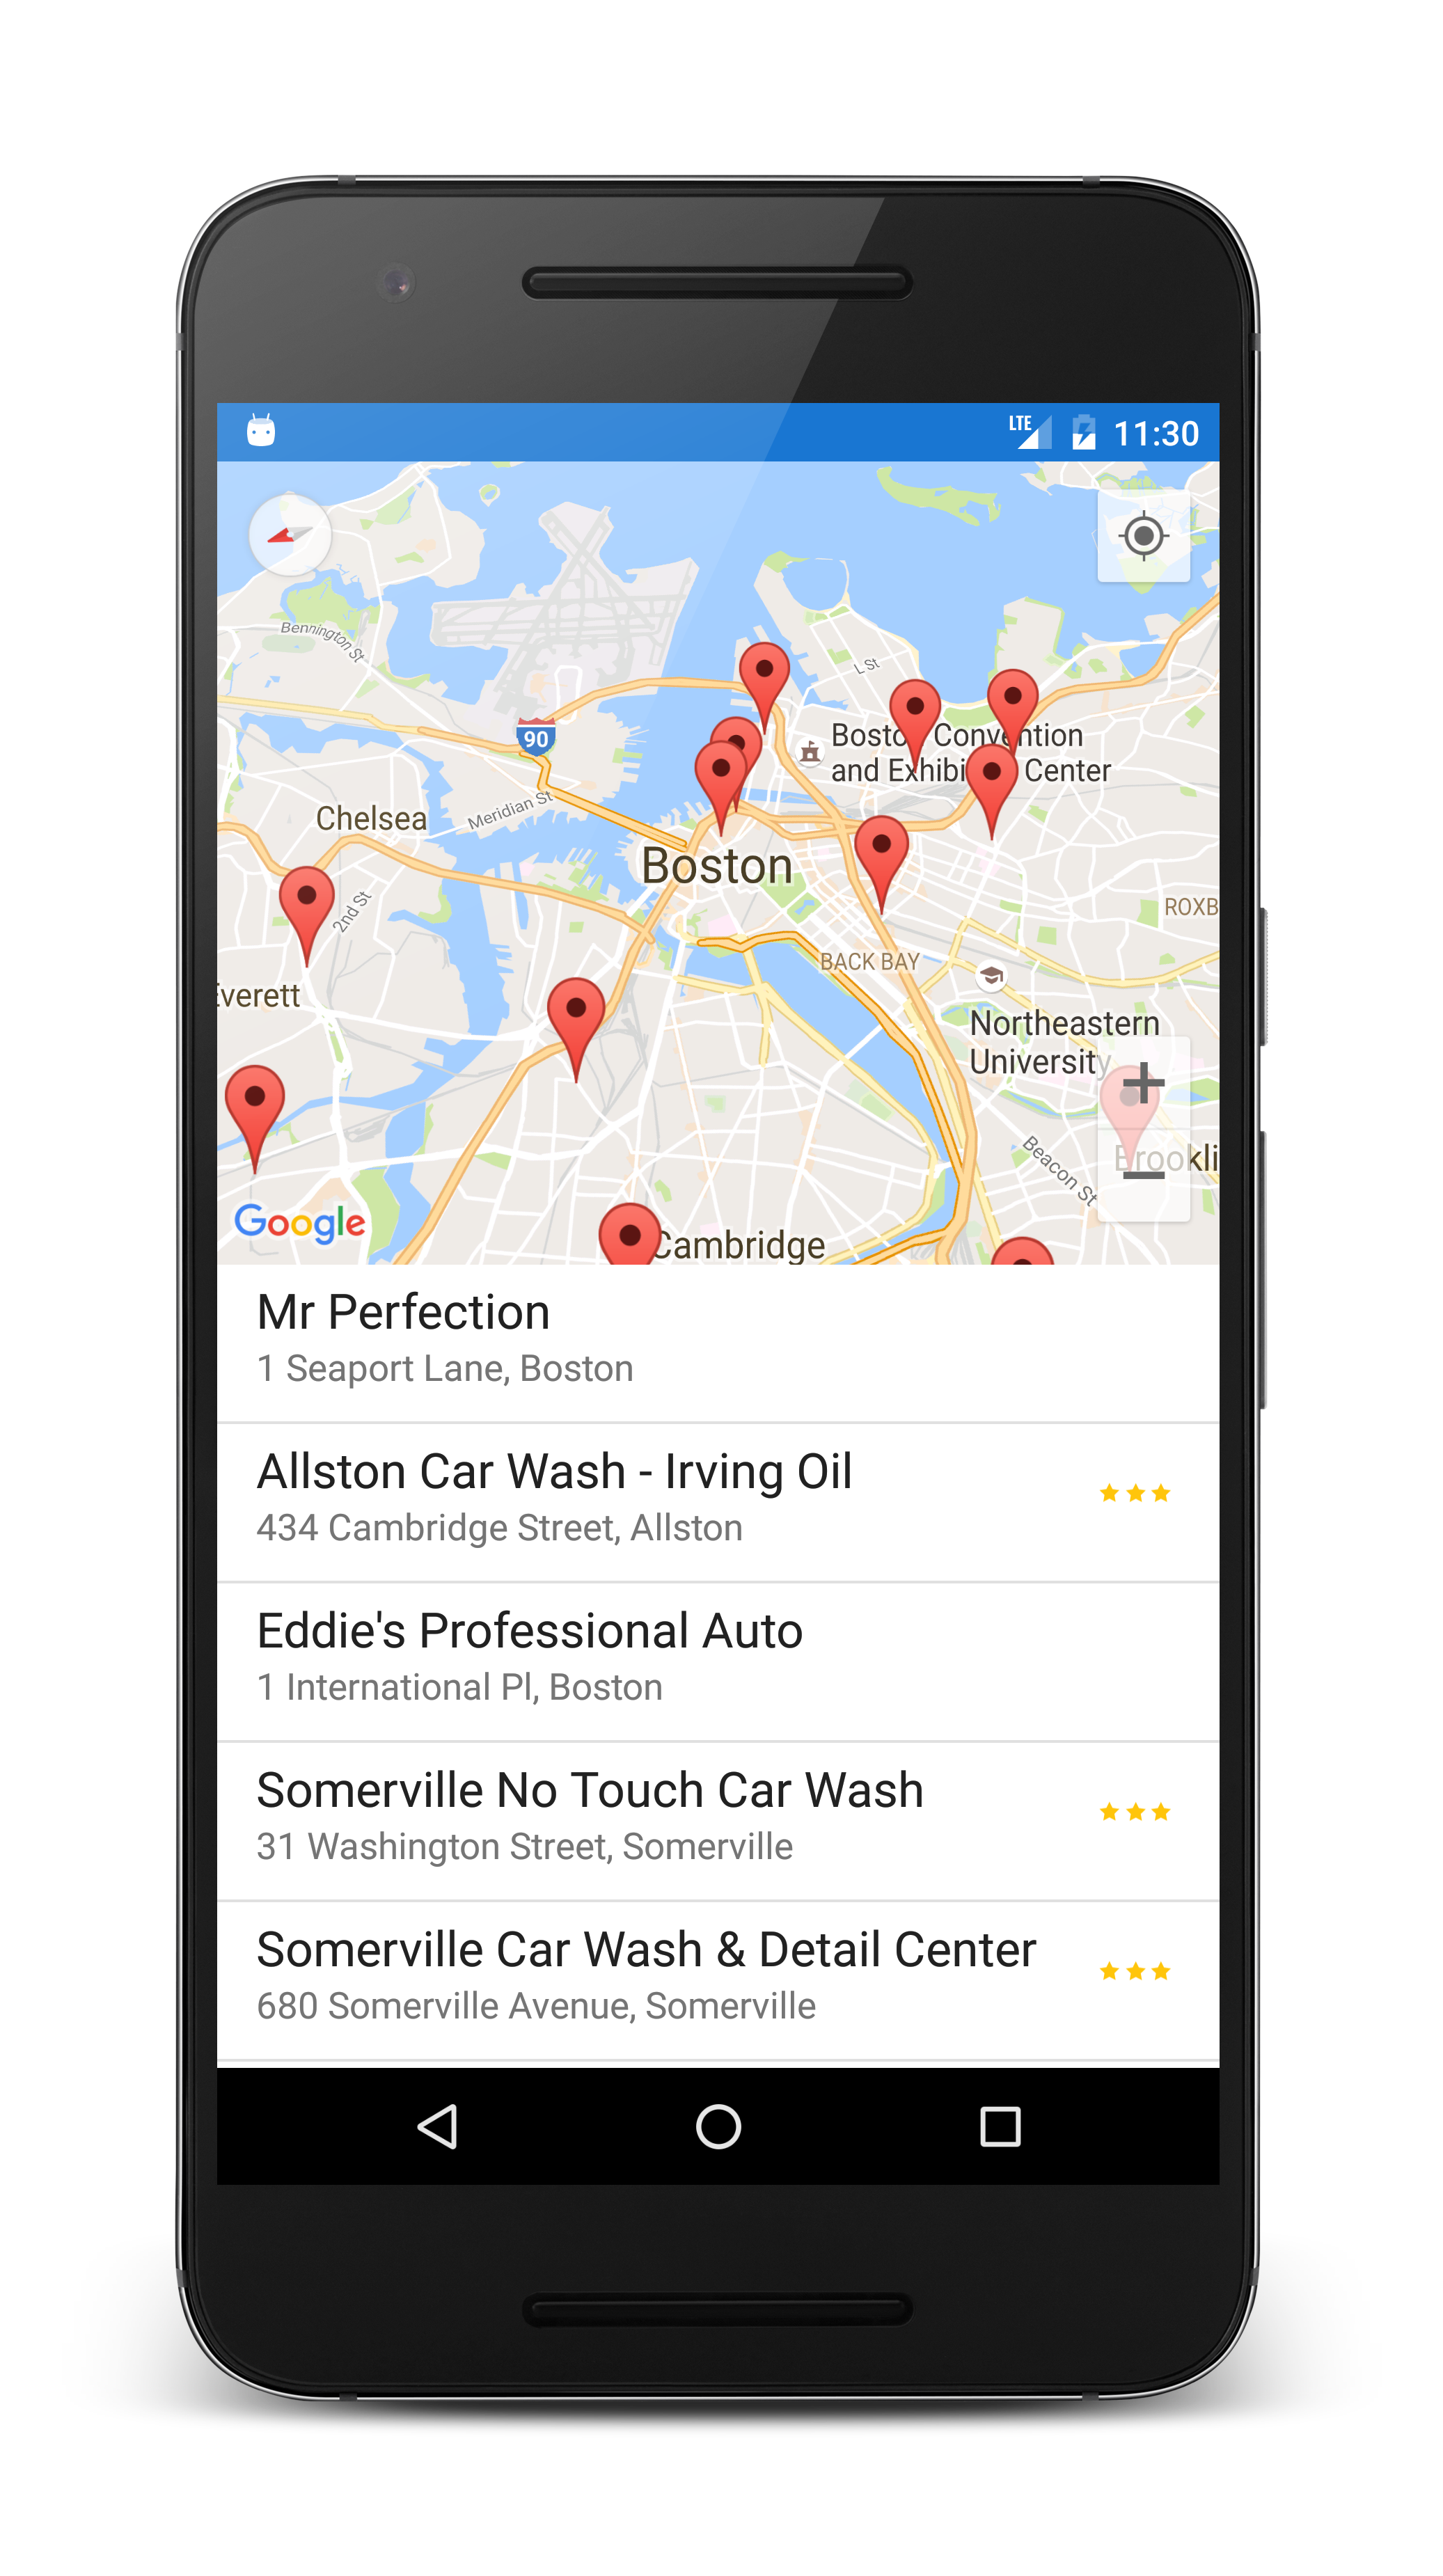 LTE 11:30
Bennington St
L St
90
Boston Convention
and Exhibition Center
Meridian St
Chelsea
Boston
2nd St
ROXB
BACK BAY
Everett
Northeastern
University
Beacon St
Brookli
Google
Cambridge
Mr Perfection
1 Seaport Lane, Boston
Allston Car Wash - Irving Oil
434 Cambridge Street, Allston
Eddie's Professional Auto
1 International Pl, Boston
Somerville No Touch Car Wash
31 Washington Street, Somerville
Somerville Car Wash & Detail Center
680 Somerville Avenue, Somerville